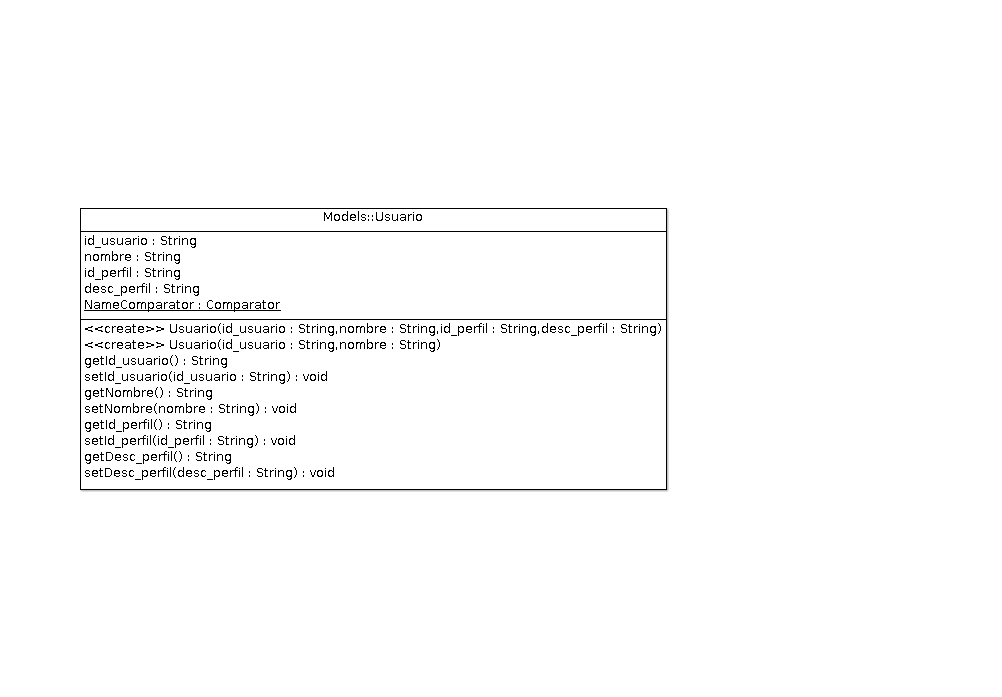 Models::Usuario
id_usuario : String
nombre : String
id_perfil : String
desc_perfil : String
NameComparator : Comparator
<<create>> Usuario(id_usuario : String,nombre : String,id_perfil : String,desc_perfil : String)
<<create>> Usuario(id_usuario : String,nombre : String)
getId_usuario() : String
setId_usuario(id_usuario : String) : void
getNombre() : String
setNombre(nombre : String) : void
getId_perfil() : String
setId_perfil(id_perfil : String) : void
getDesc_perfil() : String
setDesc_perfil(desc_perfil : String) : void